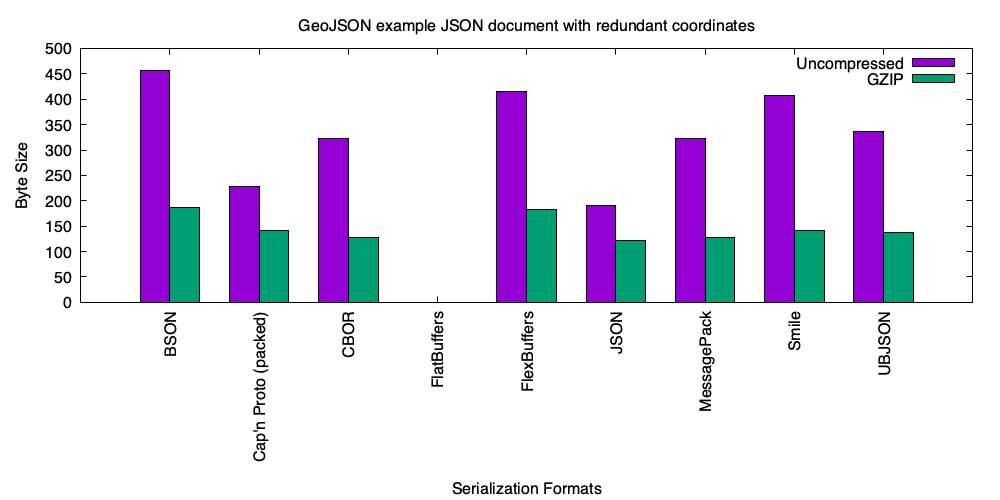 GeoJSON example JSON document with redundant coordinates
Uncompressed
GZIP
Byte Size
500
450
400
350
300
250
200
150
100
50
0
BSON
Cap'n Proto (packed)
CBOR
FlatBuffers
FlexBuffers
JSON
MessagePack
Smile
UBJSON
Serialization Formats